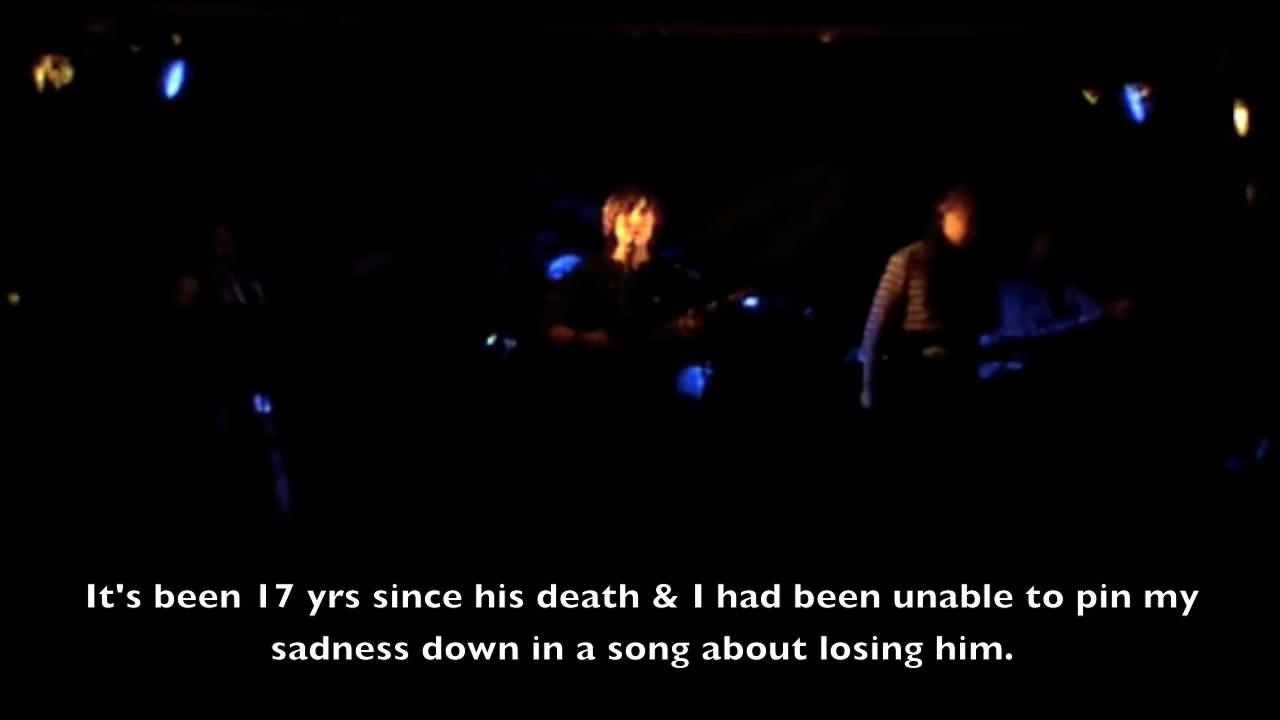 It's been 17 yrs since his death & I had been unable to pin my
sadness down in a song about losing him.